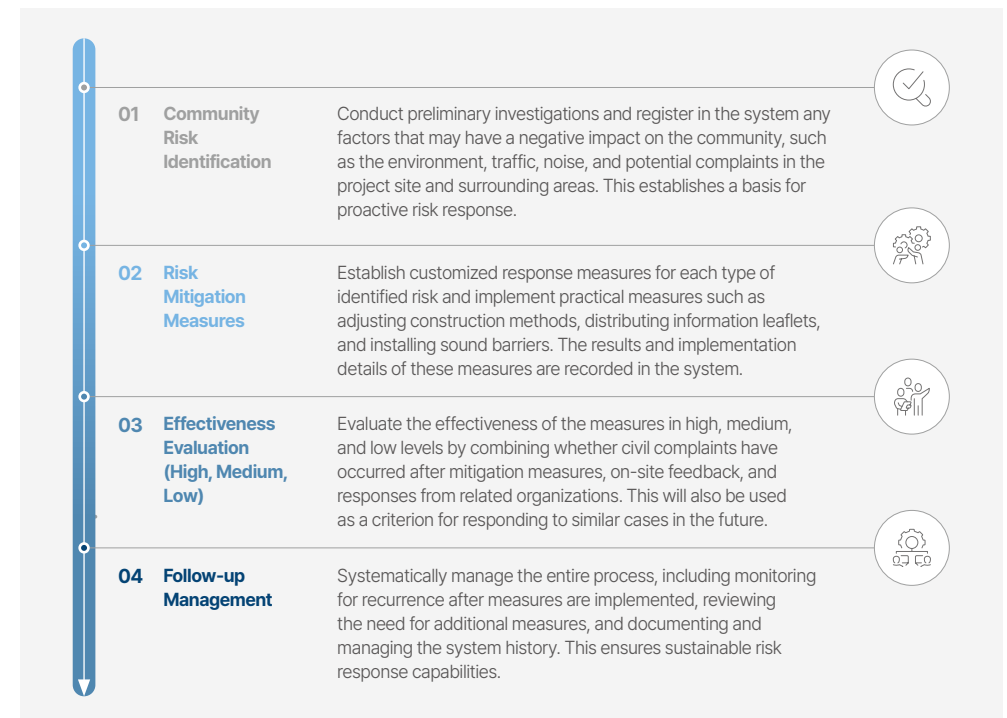 01 Community Risk Identification
Conduct preliminary investigations and register in the system any
factors that may have a negative impact on the community, such
as the environment, traffic, noise, and potential complaints in the
project site and surrounding areas. This establishes a basis for
proactive risk response.
02 Risk Mitigation Measures
Establish customized response measures for each type of
identified risk and implement practical measures such as
adjusting construction methods, distributing information leaflets,
and installing sound barriers. The results and implementation
details of these measures are recorded in the system.
03 Effectiveness Evaluation (High, Medium, Low)
Evaluate the effectiveness of the measures in high, medium,
and low levels by combining whether civil complaints have
occurred after mitigation measures, on-site feedback, and
responses from related organizations. This will also be used
as a criterion for responding to similar cases in the future.
04 Follow-up Management
Systematically manage the entire process, including monitoring
for recurrence after measures are implemented, reviewing
the need for additional measures, and documenting and
managing the system history. This ensures sustainable risk
response capabilities.